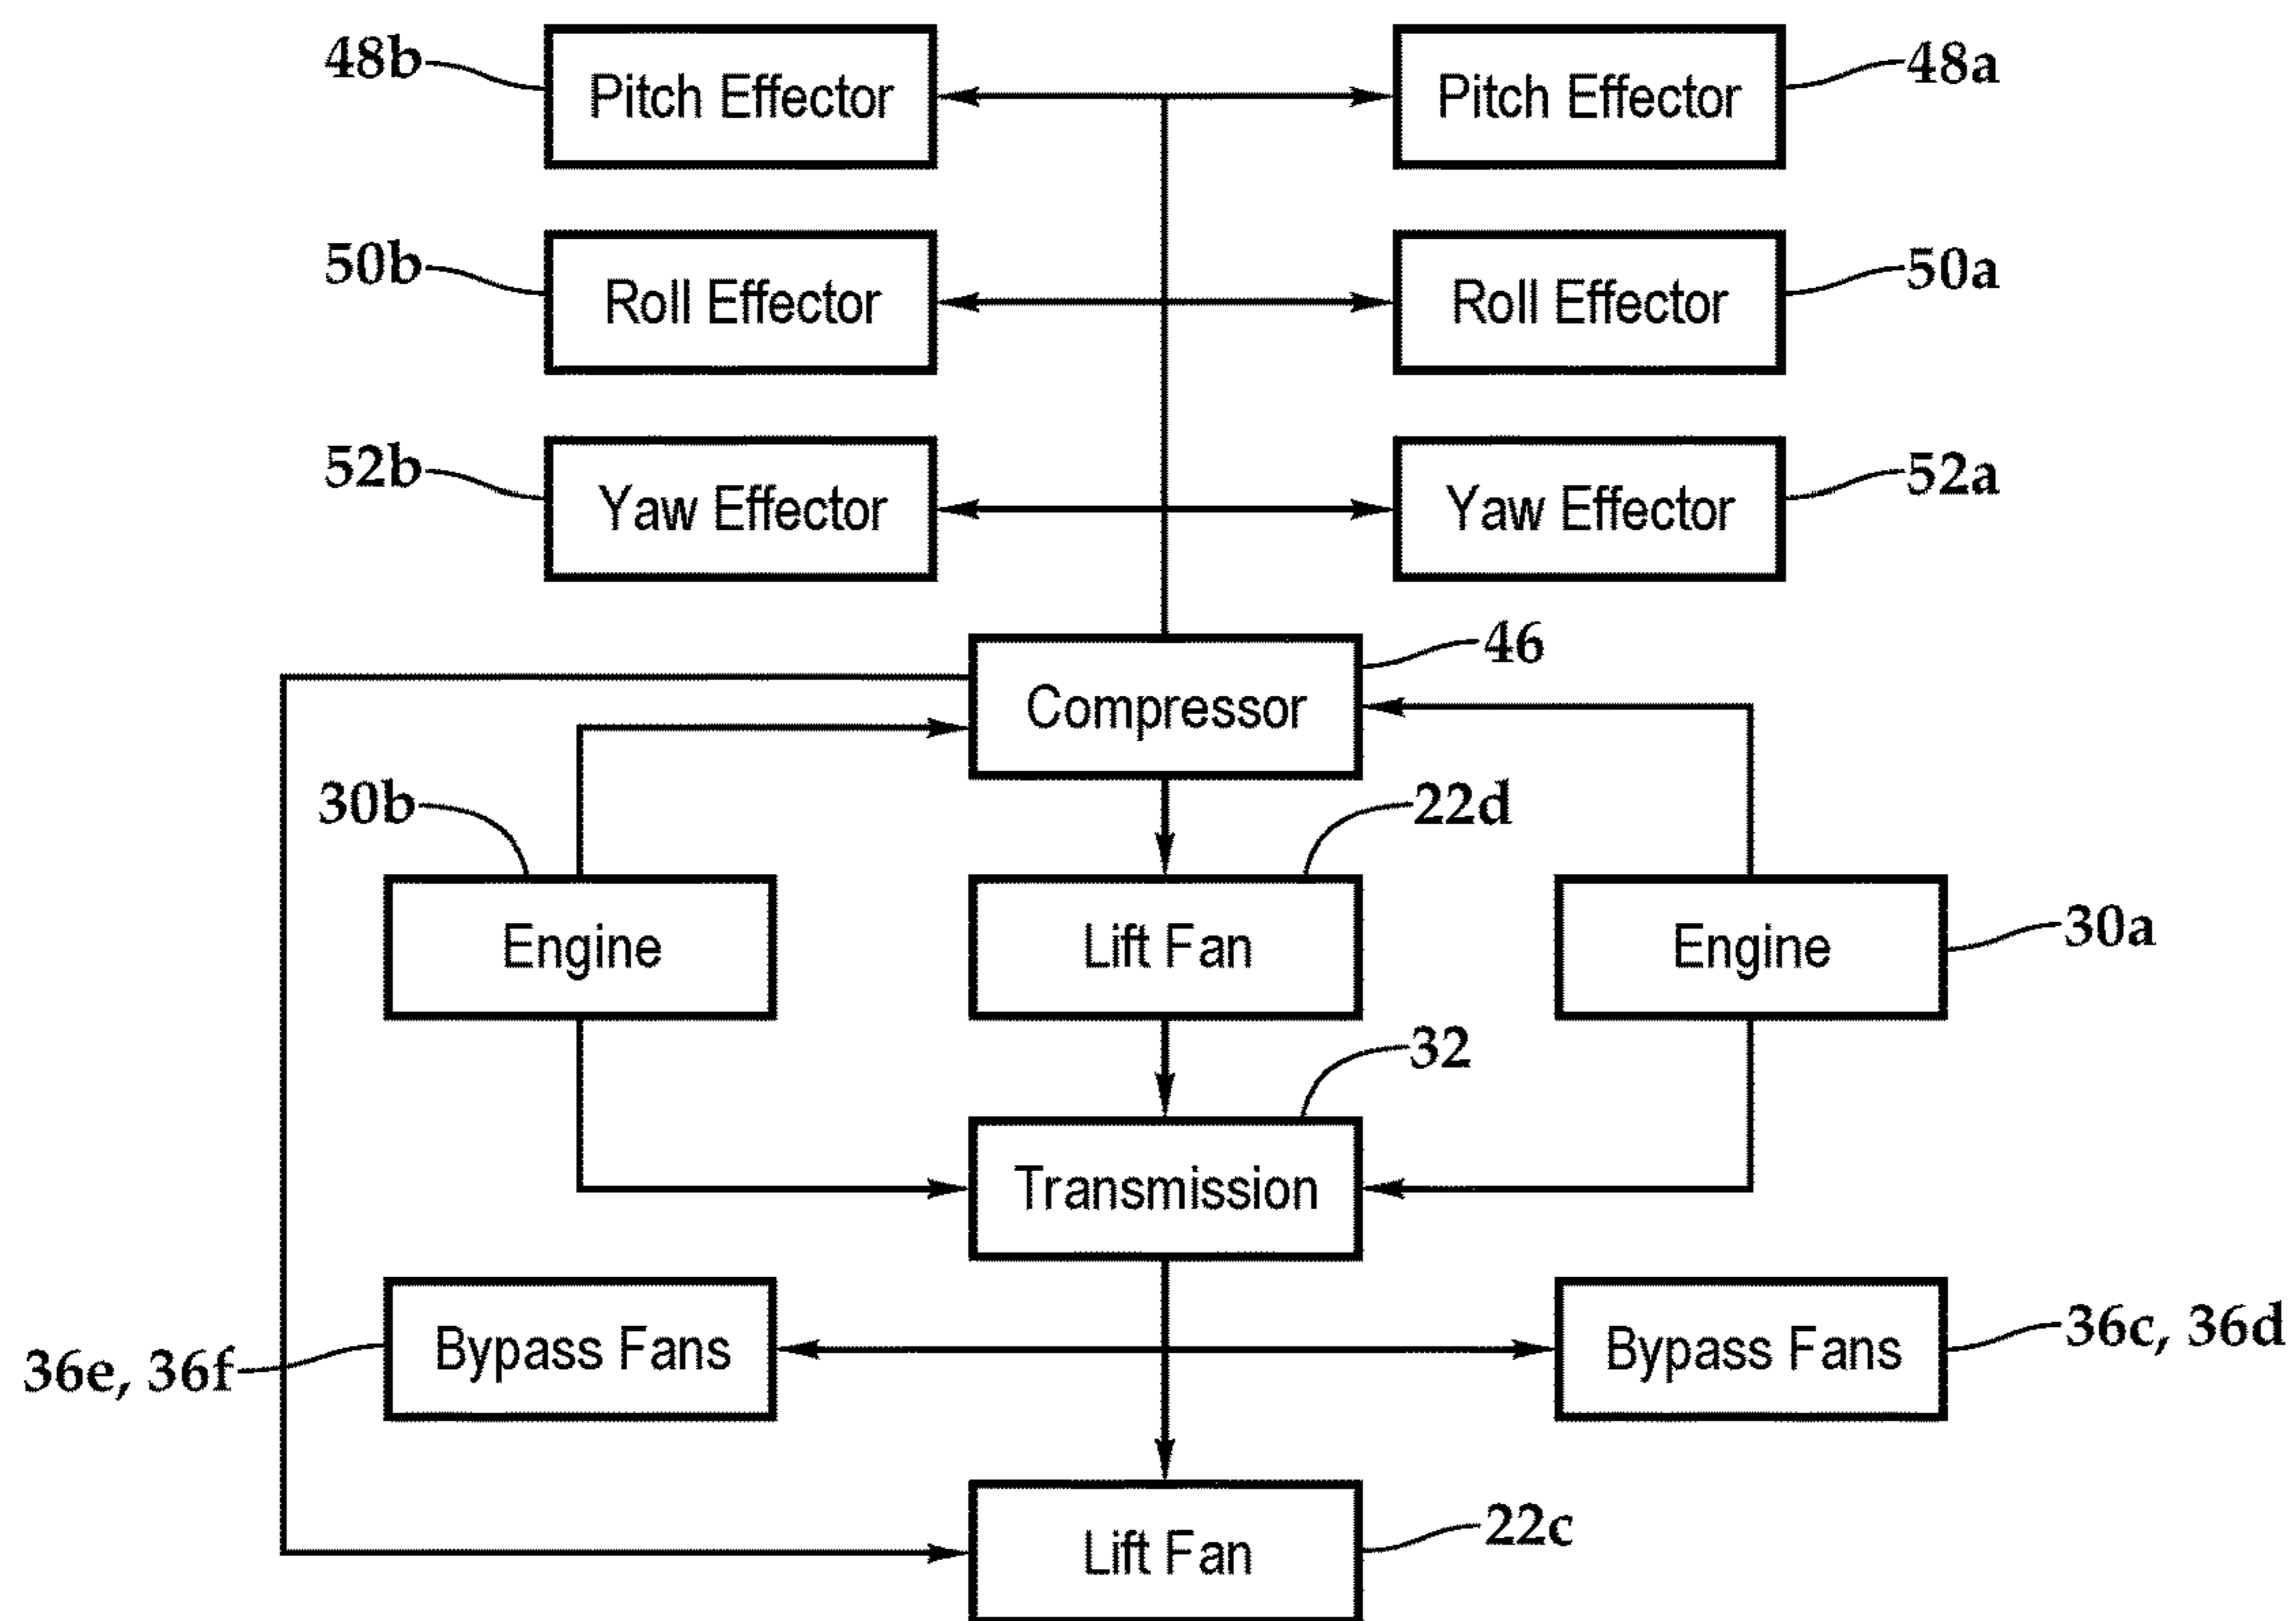 48b Pitch Effector Pitch Effector 48a
50b Roll Effector Roll Effector 50a
52b Yaw Effector Yaw Effector 52a
46
Compressor
30b 22d
Engine Lift Fan Engine 30a
32
Transmission
36e, 36f Bypass Fans Bypass Fans 36c, 36d
Lift Fan 22c